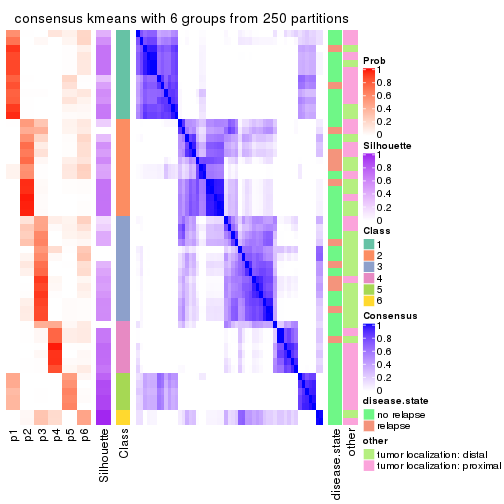 consensus kmeans with 6 groups from 250 partitions
Prob
1
0.8
0.6
0.4
0.2
0
Silhouette
1
0.8
0.6
0.4
0.2
0
Class
1
2
3
4
5
6
Consensus
1
0.8
0.6
0.4
0.2
0
disease.state
no relapse
relapse
other
tumor localization: distal
tumor localization: proximal
p1
p2
p3
p4
p5
p6
Silhouette
Class
disease.state
other